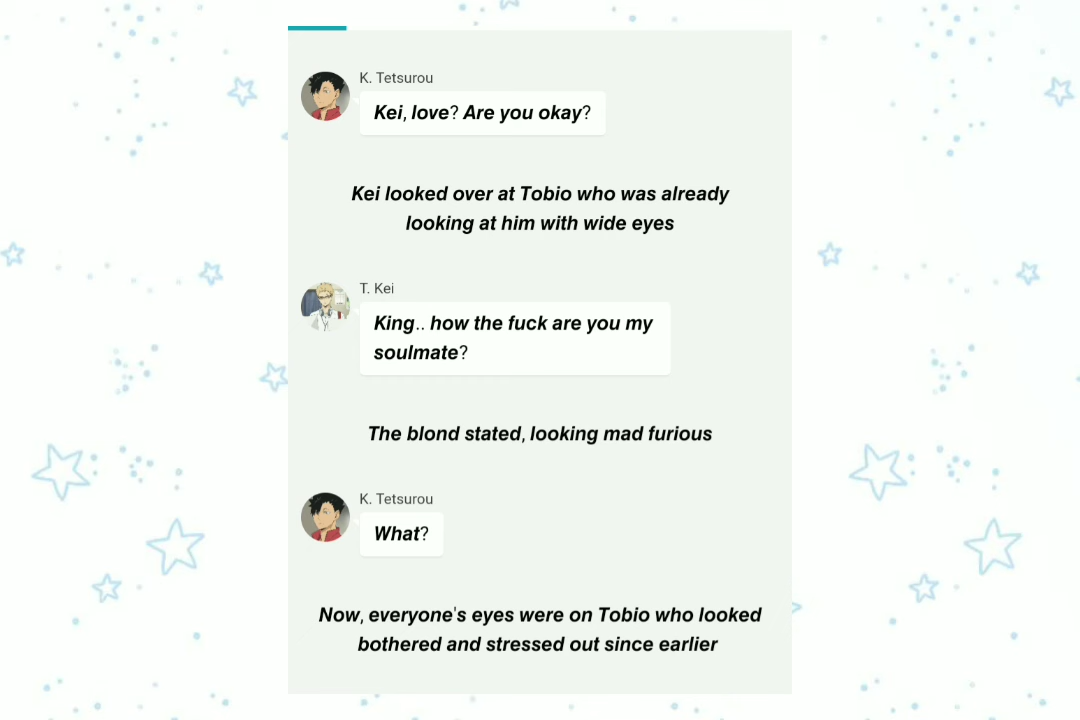 K. Tetsurou
Kei, love? Are you okay?
Kei looked over at Tobio who was already
looking at him with wide eyes
T. Kei
King.. how the fuck are you my
soulmate?
The blond stated, looking mad furious
K. Tetsurou
What?
Now, everyone's eyes were on Tobio who looked
bothered and stressed out since earlier